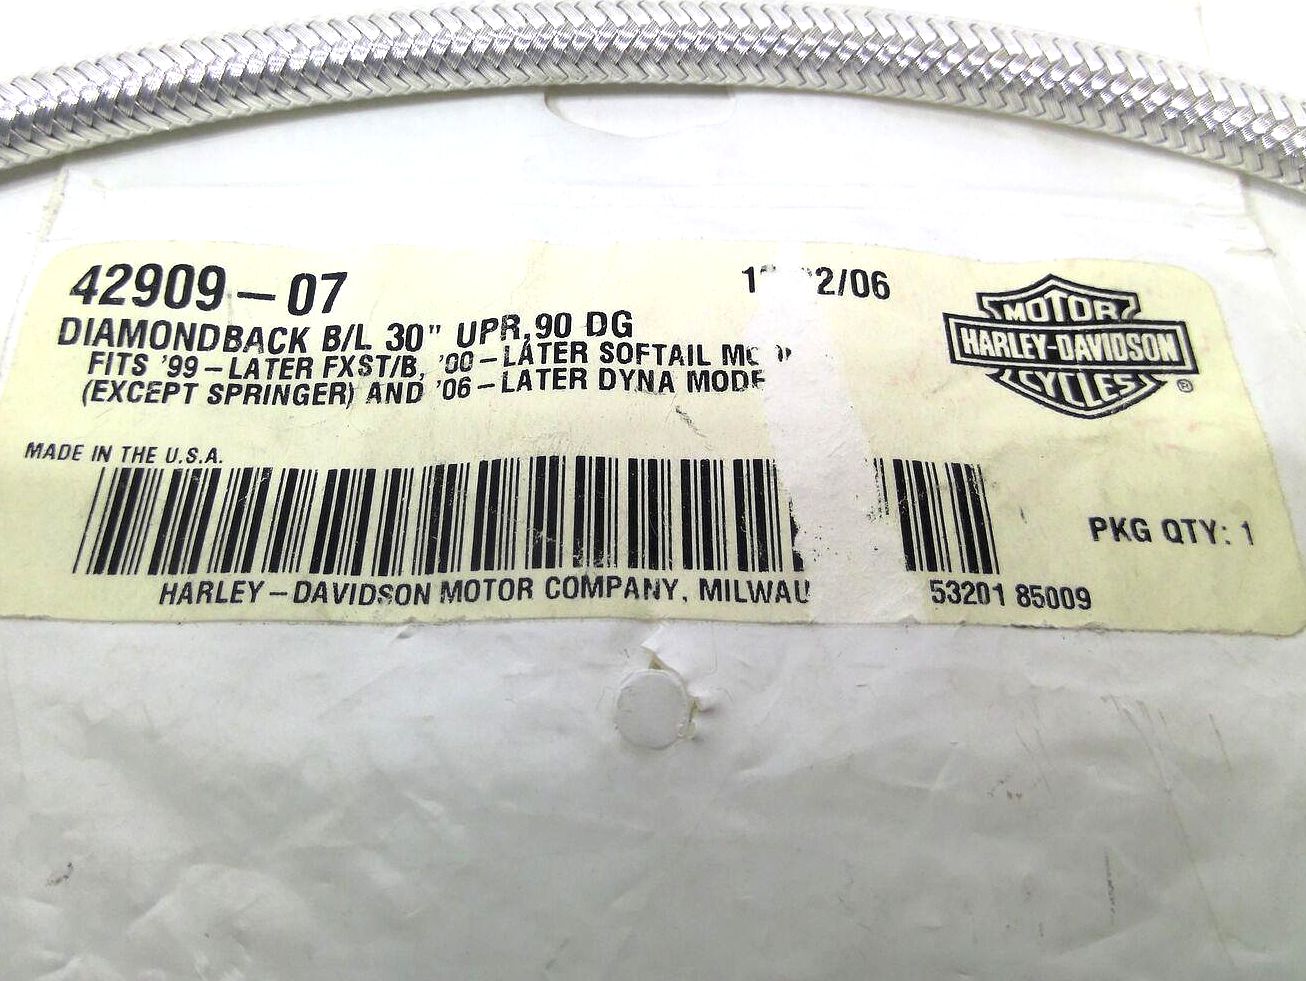 42909-07
DIAMONDBACK B/L 30" UPR,90 DG
FITS '99-LATER FXST/B, '00-LATER SOFTAIL
(EXCEPT SPRINGER) AND '06-LATER DYNA
MOTOR
HARLEY-DAVIDSON
CYCLES
®
MADE IN THE U.S.A.
PKG QTY: 1
HARLEY-DAVIDSON MOTOR COMPANY, 53201 85009